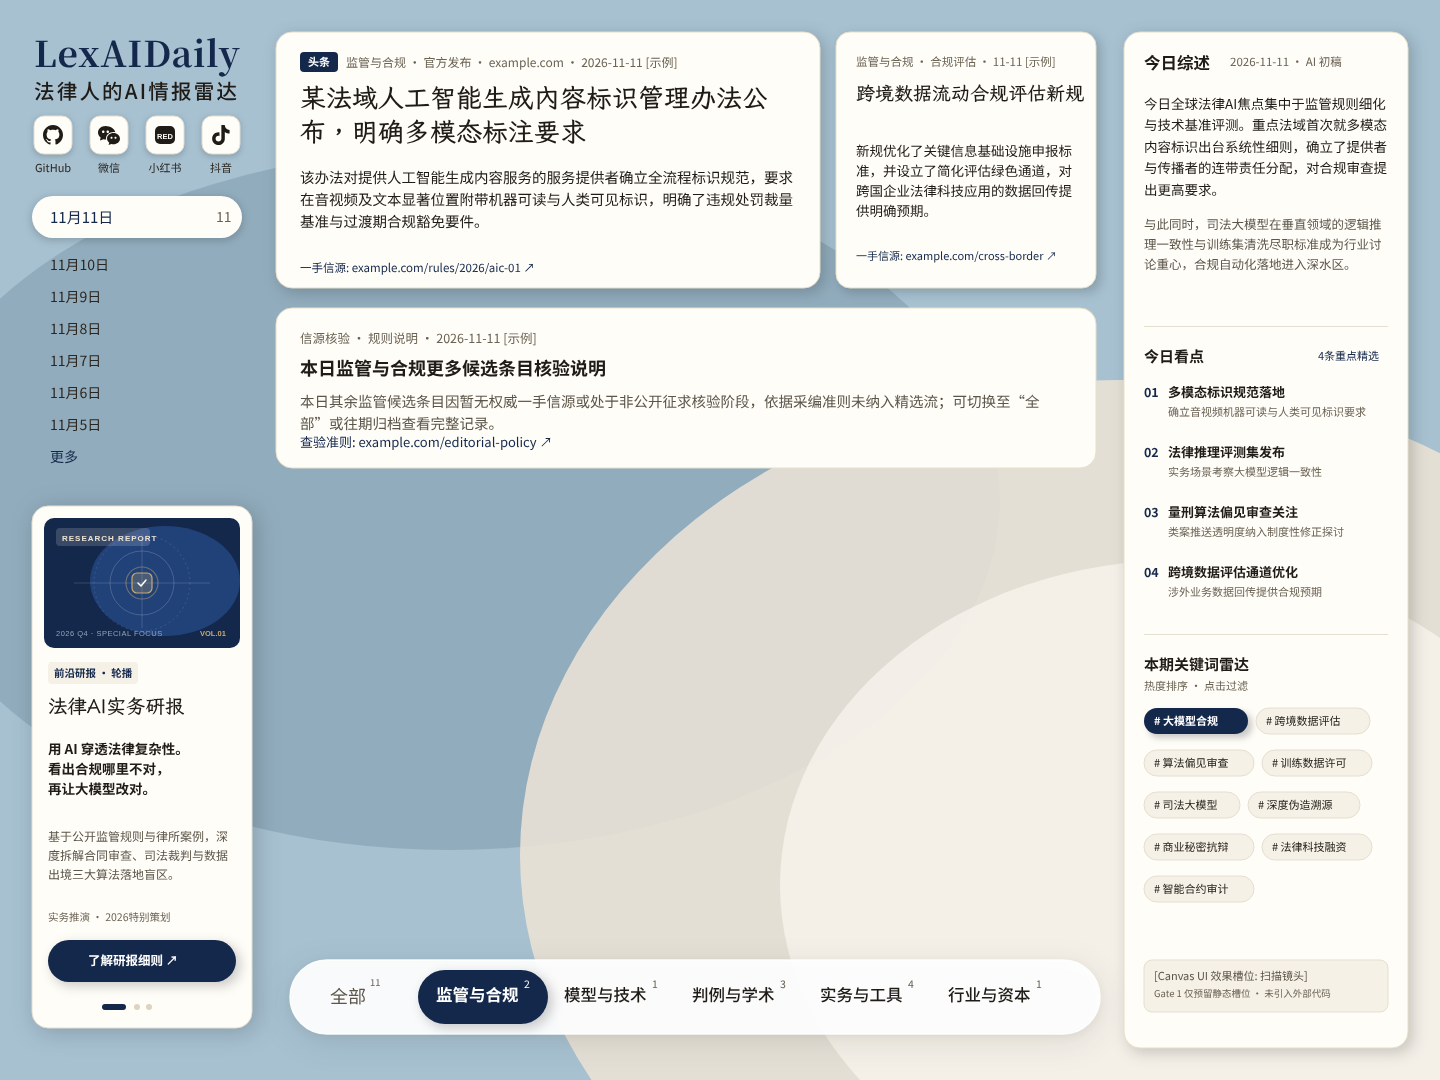 LexAIDaily
法律人的AI情报雷达
GitHub
微信
RED
小红书
抖音
11月11日
11
11月10日
11月9日
11月8日
11月7日
11月6日
11月5日
更多
RESEARCH REPORT
2026 Q4 · SPECIAL FOCUS
VOL.01
前沿研报 · 轮播
法律AI实务研报
用 AI 穿透法律复杂性。
看出合规哪里不对，
再让大模型改对。
基于公开监管规则与律所案例，深
度拆解合同审查、司法裁判与数据
出境三大算法落地盲区。
实务推演 · 2026特别策划
了解研报细则 ↗
头条
监管与合规 · 官方发布 · example.com · 2026-11-11 [示例]
某法域人工智能生成内容标识管理办法公
布，明确多模态标注要求
该办法对提供人工智能生成内容服务的服务提供者确立全流程标识规范，要求
在音视频及文本显著位置附带机器可读与人类可见标识，明确了违规处罚裁量
基准与过渡期合规豁免要件。
一手信源: example.com/rules/2026/aic-01 ↗
监管与合规 · 合规评估 · 11-11 [示例]
跨境数据流动合规评估新规
新规优化了关键信息基础设施申报标
准，并设立了简化评估绿色通道，对
跨国企业法律科技应用的数据回传提
供明确预期。
一手信源: example.com/cross-border ↗
信源核验 · 规则说明 · 2026-11-11 [示例]
本日监管与合规更多候选条目核验说明
本日其余监管候选条目因暂无权威一手信源或处于非公开征求核验阶段，依据采编准则未纳入精选流；可切换至“全
部”或往期归档查看完整记录。
查验准则: example.com/editorial-policy ↗
全部
11
监管与合规
2
模型与技术
1
判例与学术
3
实务与工具
4
行业与资本
1
今日综述
2026-11-11 · AI 初稿
今日全球法律AI焦点集中于监管规则细化
与技术基准评测。重点法域首次就多模态
内容标识出台系统性细则，确立了提供者
与传播者的连带责任分配，对合规审查提
出更高要求。
与此同时，司法大模型在垂直领域的逻辑推
理一致性与训练集清洗尽职标准成为行业讨
论重心，合规自动化落地进入深水区。
今日看点
4条重点精选
01 多模态标识规范落地
确立音视频机器可读与人类可见标识要求
02 法律推理评测集发布
实务场景考察大模型逻辑一致性
03 量刑算法偏见审查关注
类案推送透明度纳入制度性修正探讨
04 跨境数据评估通道优化
涉外业务数据回传提供合规预期
本期关键词雷达
热度排序 · 点击过滤
# 大模型合规
# 跨境数据评估
# 算法偏见审查
# 训练数据许可
# 司法大模型
# 深度伪造溯源
# 商业秘密抗辩
# 法律科技融资
# 智能合约审计
[Canvas UI 效果槽位: 扫描镜头]
Gate 1 仅预留静态槽位 · 未引入外部代码